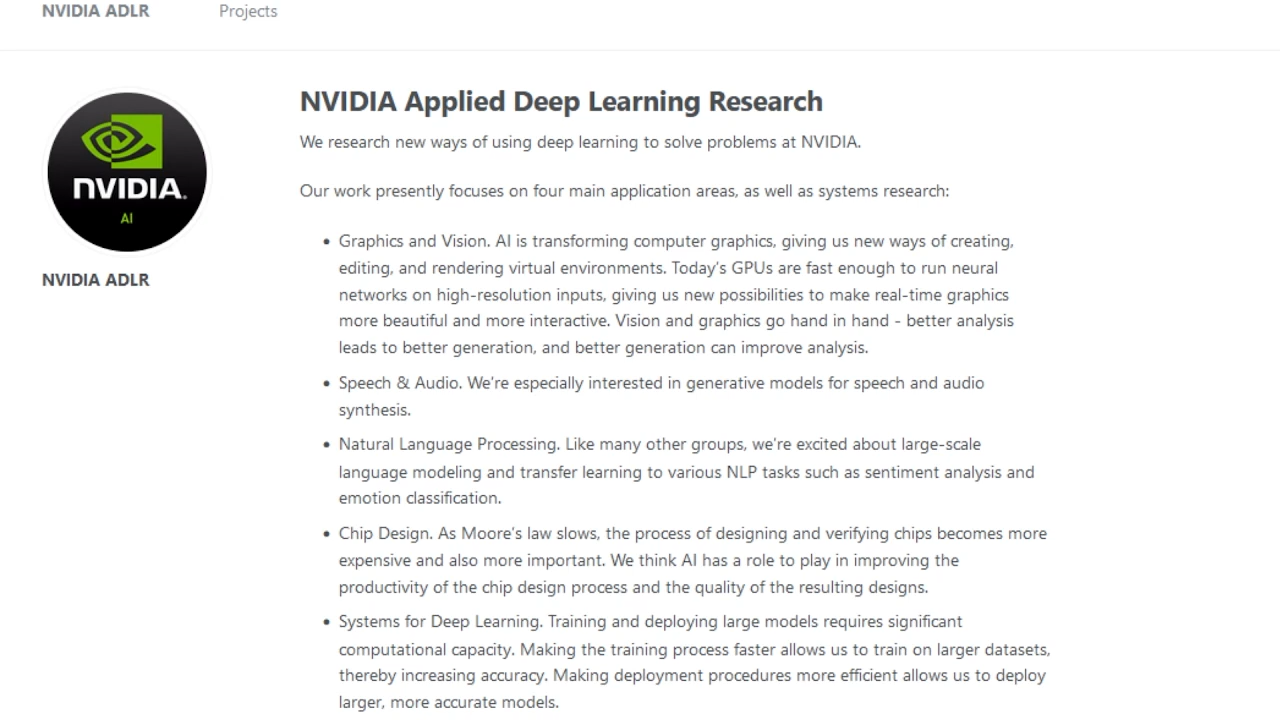 NVIDIA ADLR
Projects
NVIDIA
AI
NVIDIA ADLR
NVIDIA Applied Deep Learning Research
We research new ways of using deep learning to solve problems at NVIDIA.
Our work presently focuses on four main application areas, as well as systems research:
• Graphics and Vision. AI is transforming computer graphics, giving us new ways of creating,
editing, and rendering virtual environments. Today's GPUs are fast enough to run neural
networks on high-resolution inputs, giving us new possibilities to make real-time graphics
more beautiful and more interactive. Vision and graphics go hand in hand - better analysis
leads to better generation, and better generation can improve analysis.
• Speech & Audio. We're especially interested in generative models for speech and audio
synthesis.
• Natural Language Processing. Like many other groups, we're excited about large-scale
language modeling and transfer learning to various NLP tasks such as sentiment analysis and
emotion classification.
• Chip Design. As Moore's law slows, the process of designing and verifying chips becomes more
expensive and also more important. We think AI has a role to play in improving the
productivity of the chip design process and the quality of the resulting designs.
• Systems for Deep Learning. Training and deploying large models requires significant
computational capacity. Making the training process faster allows us to train on larger datasets,
thereby increasing accuracy. Making deployment procedures more efficient allows us to deploy
larger, more accurate models.